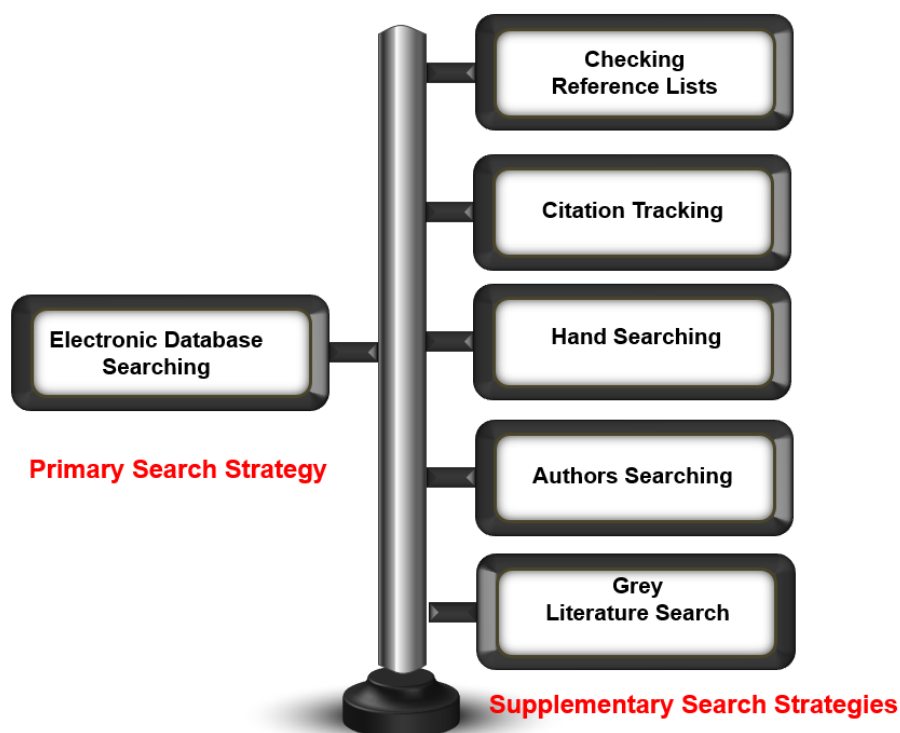 Checking
Reference Lists
Citation Tracking
Hand Searching
Electronic Database
Searching
Primary Search Strategy
Authors Searching
Grey
Literature Search
Supplementary Search Strategies